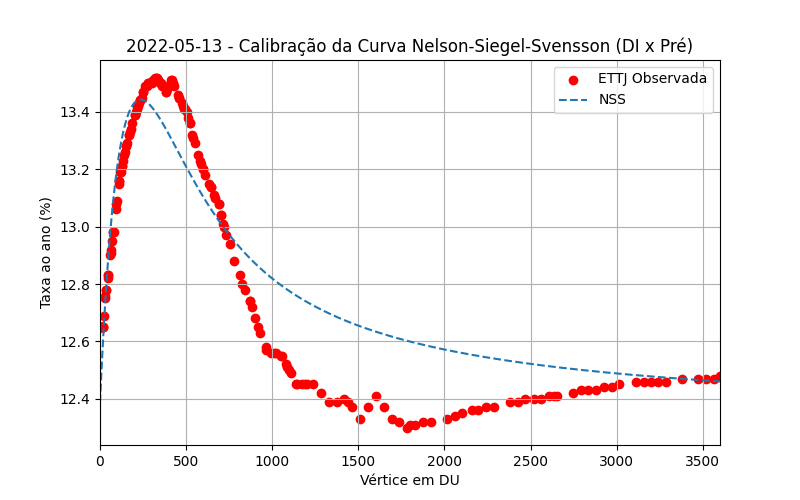 2022-05-13 - Calibração da Curva Nelson-Siegel-Svensson (DI x Pré)
ETTJ Observada
NSS
Taxa ao ano (%)
13.4
13.2
13.0
12.8
12.6
12.4
0 500 1000 1500 2000 2500 3000 3500
Vértice em DU